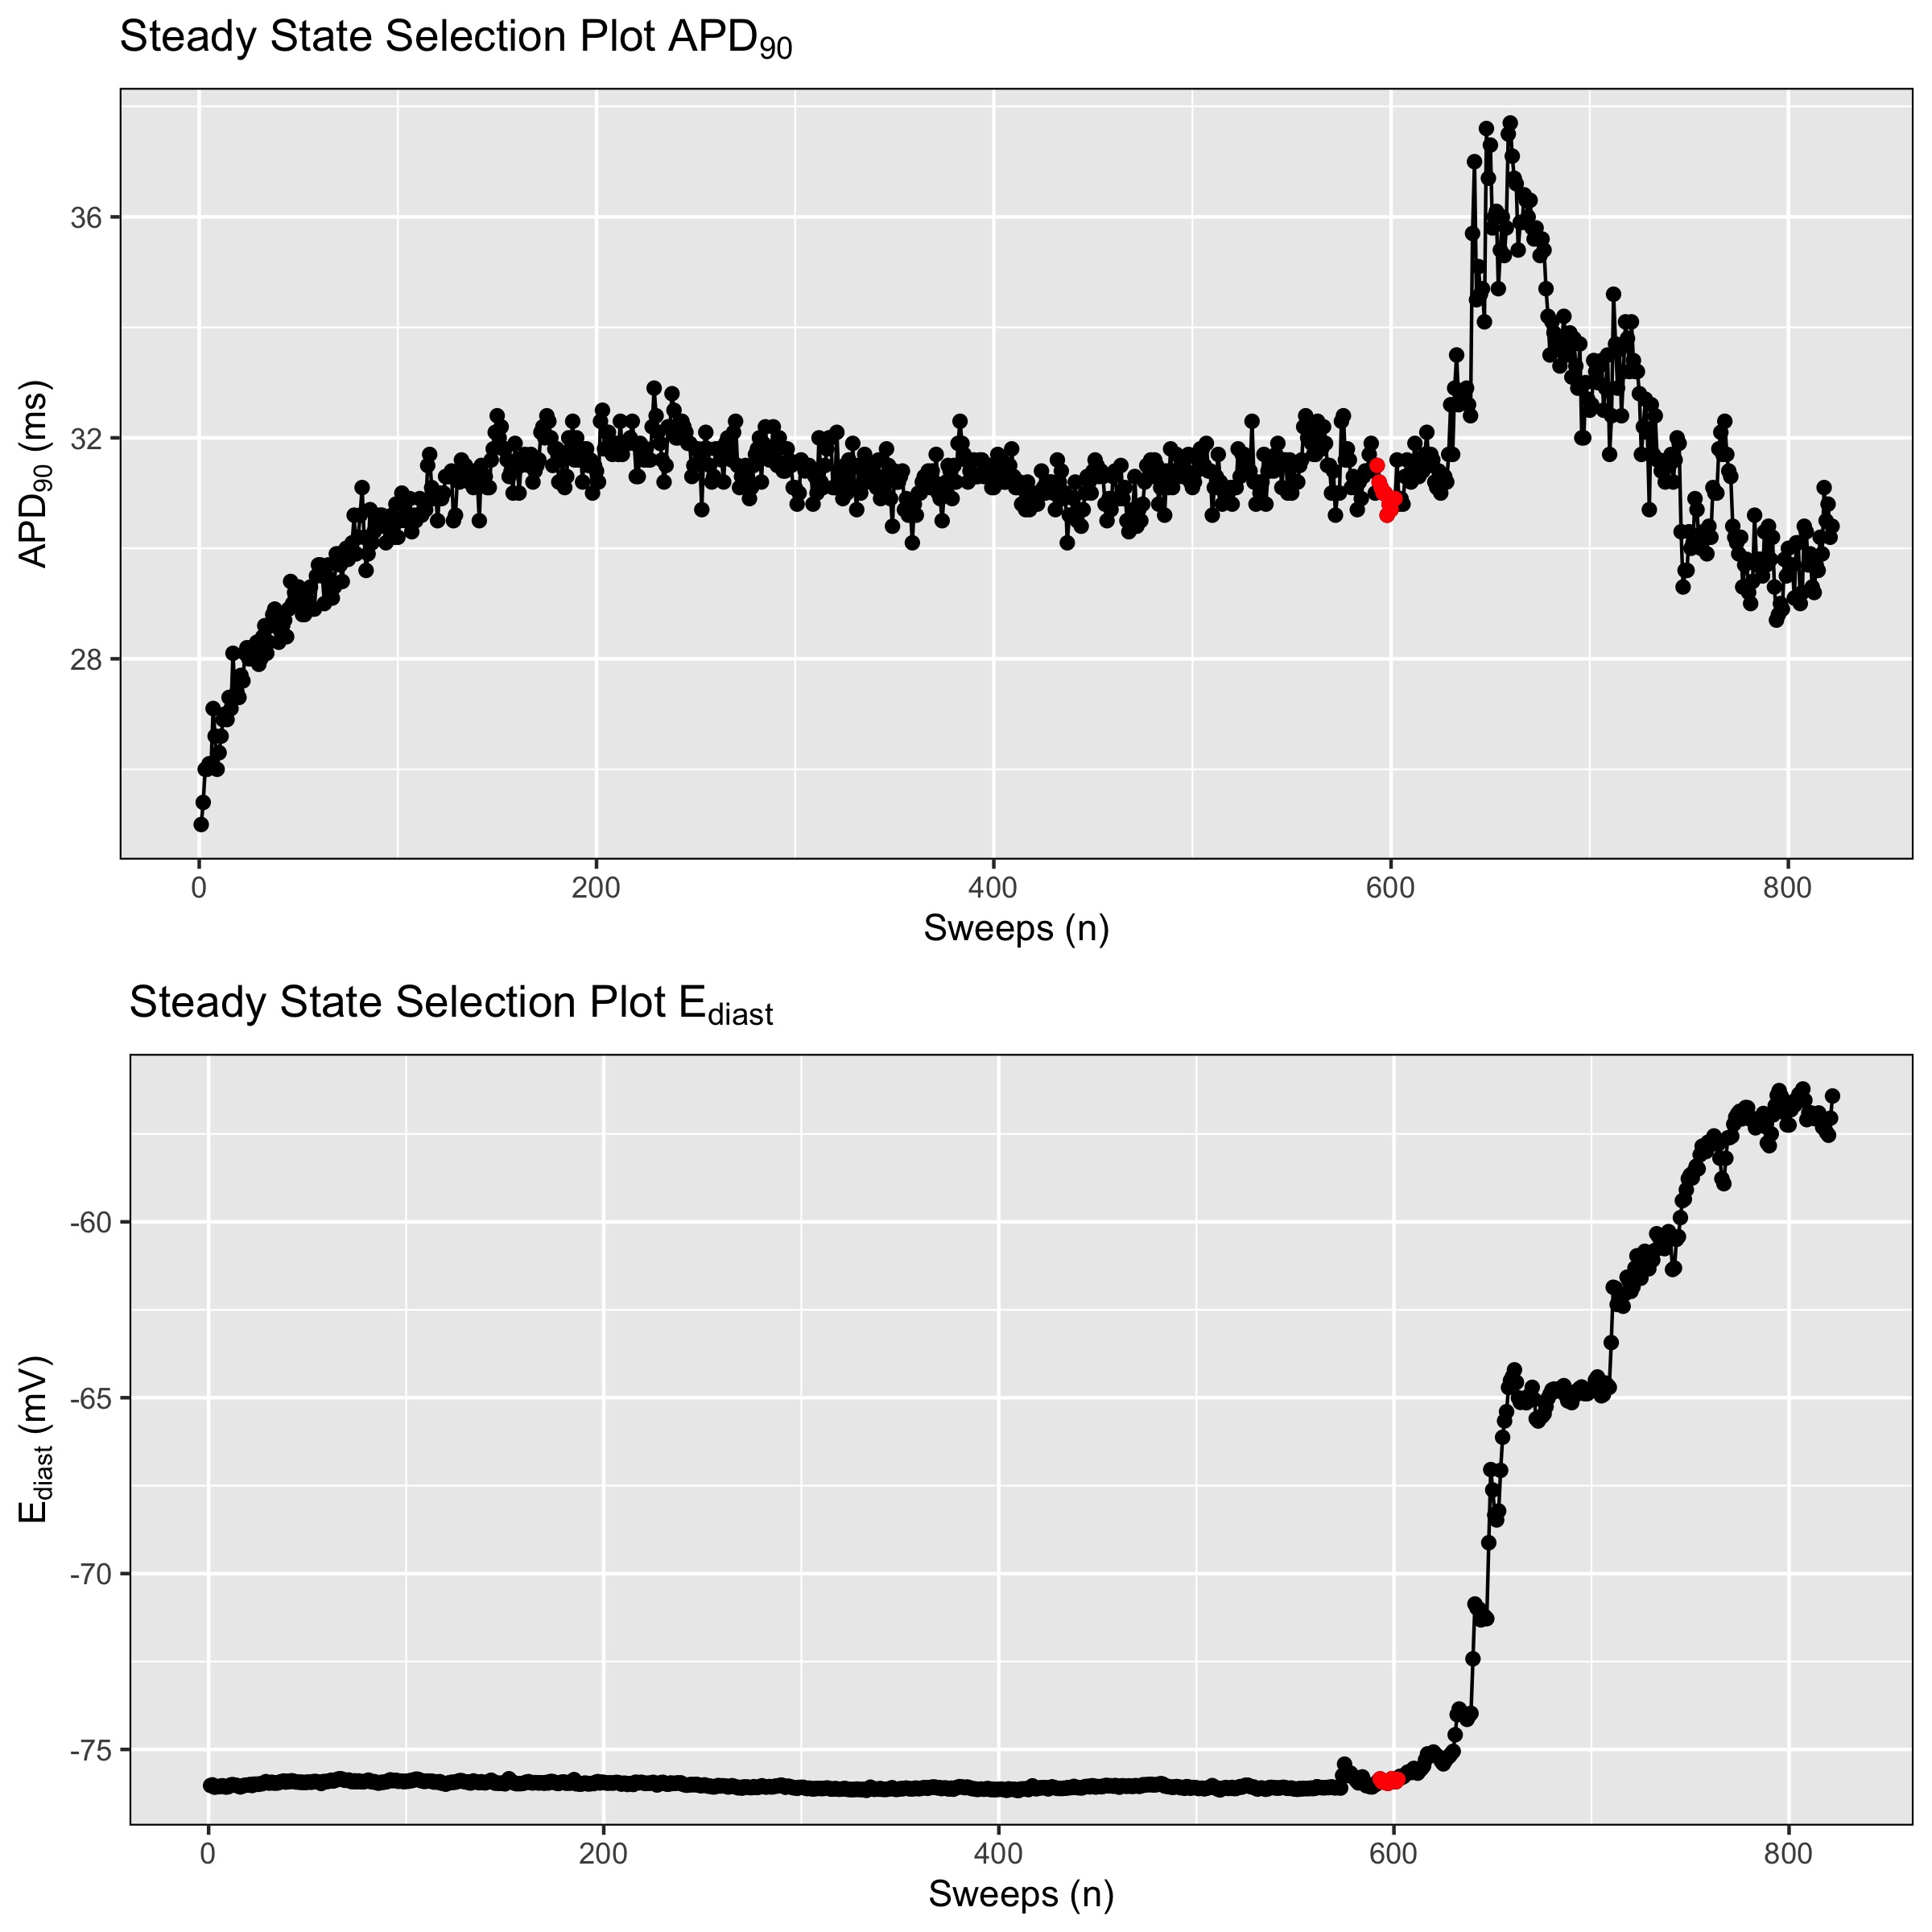 Steady State Selection Plot APD90
APD90 (ms)
36
32
28
0 200 400 600 800
Sweeps (n)
Steady State Selection Plot Ediast
Ediast (mV)
-60
-65
-70
-75
0 200 400 600 800
Sweeps (n)